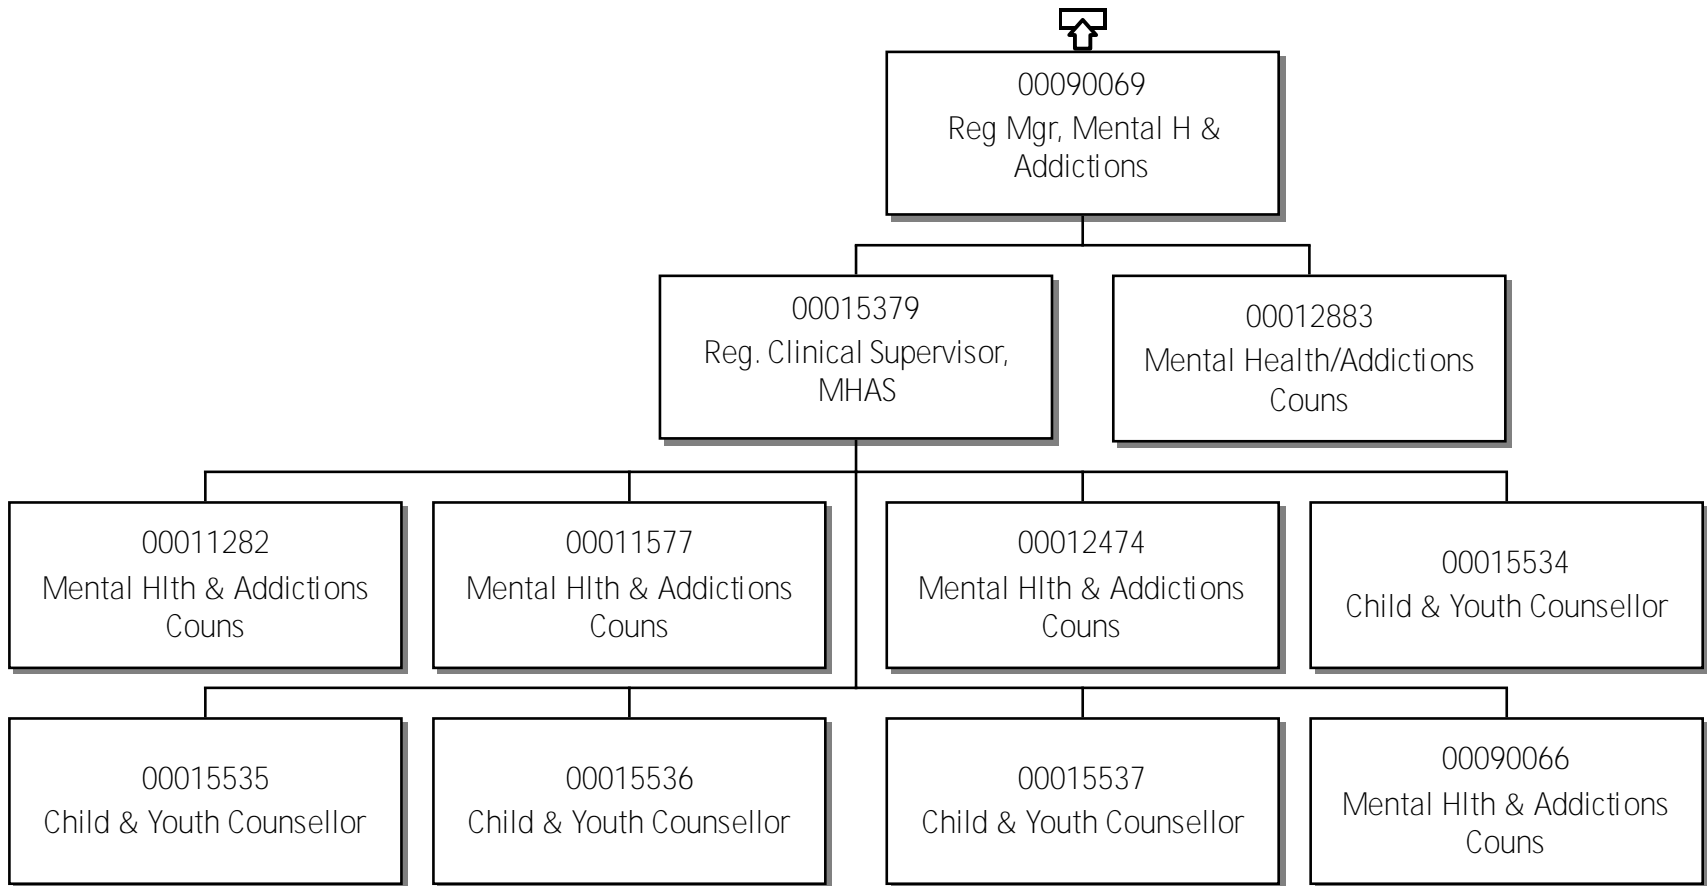 00090069
Reg Mgr, Mental H &
Addictions
00015379
Reg. Clinical Supervisor,
MHAS
00012883
Mental Health/Addictions
Couns
00011282
Mental Hlth & Addictions
Couns
00011577
Mental Hlth & Addictions
Couns
00012474
Mental Hlth & Addictions
Couns
00015534
Child & Youth Counsellor
00015535
Child & Youth Counsellor
00015536
Child & Youth Counsellor
00015537
Child & Youth Counsellor
00090066
Mental Hlth & Addictions
Couns